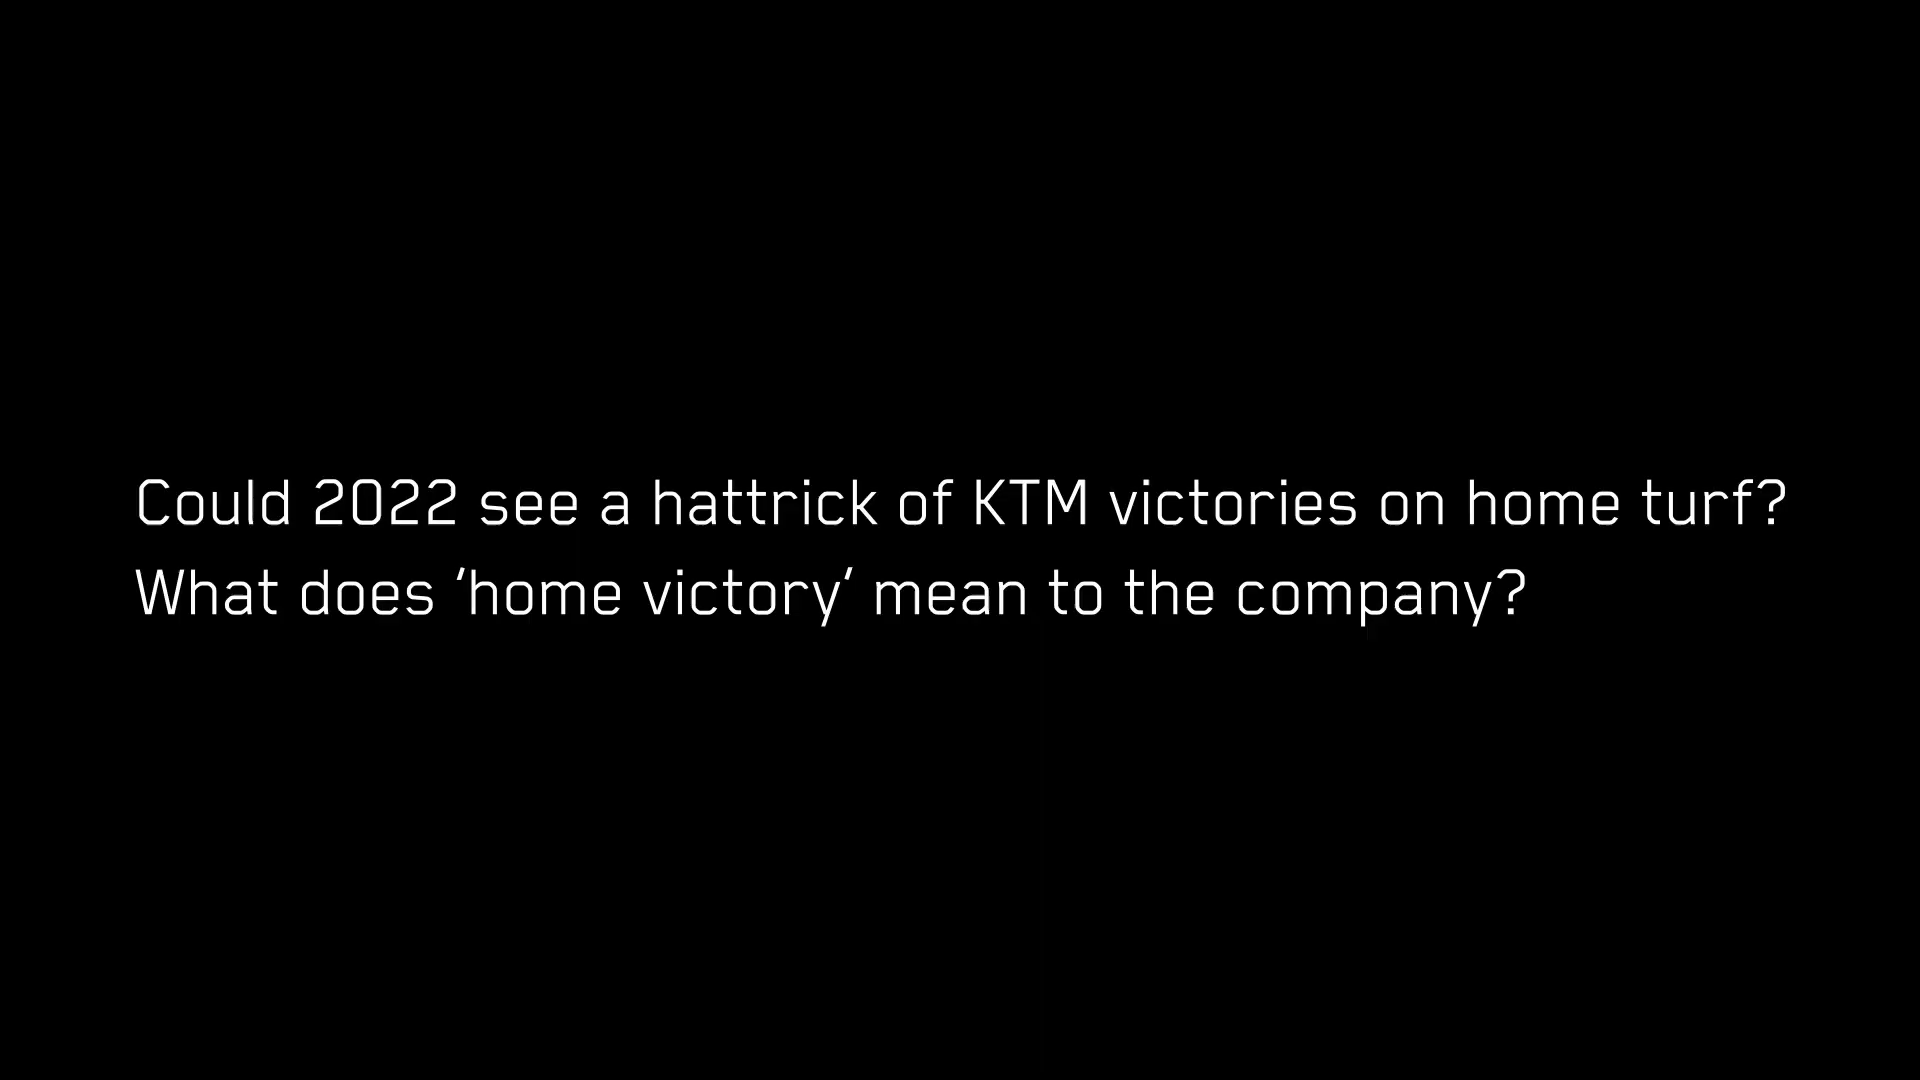 Could 2022 see a hattrick of KTM victories on home turf?
What does ‘home victory‘ mean to the company?